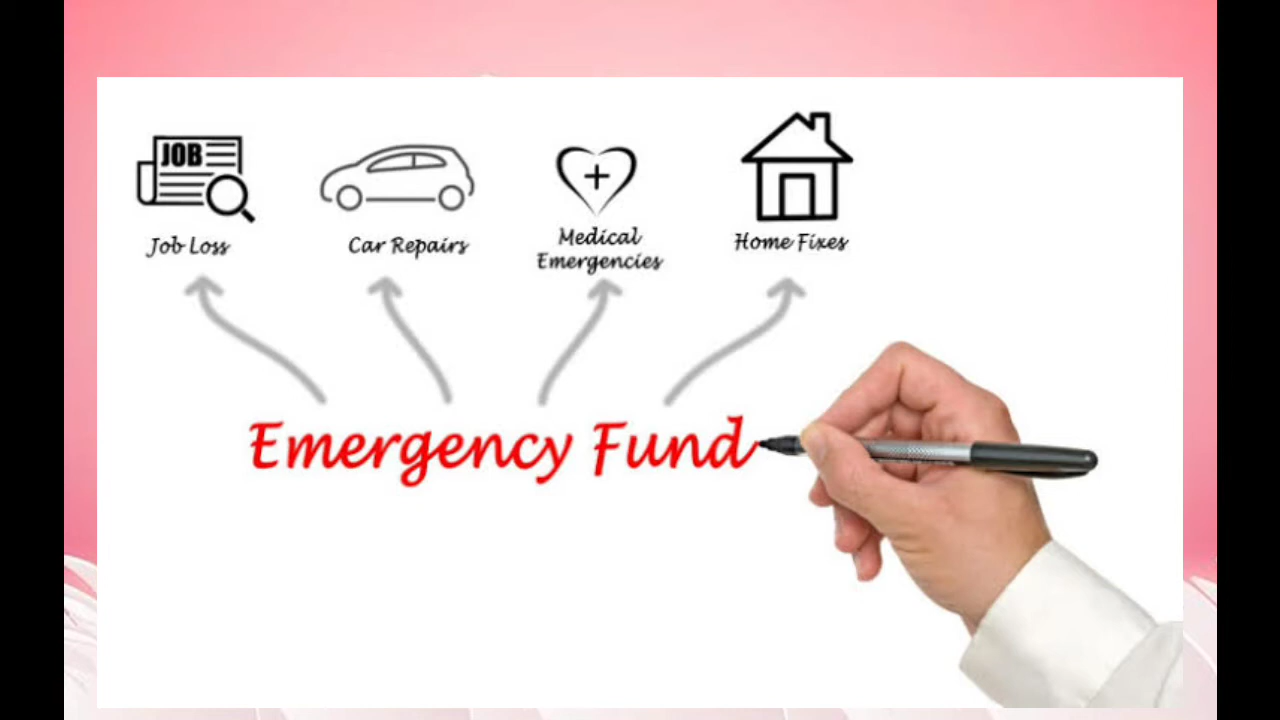 JOB
Job Loss
Car Repairs
Medical
Emergencies
Home Fixes
Emergency Fund